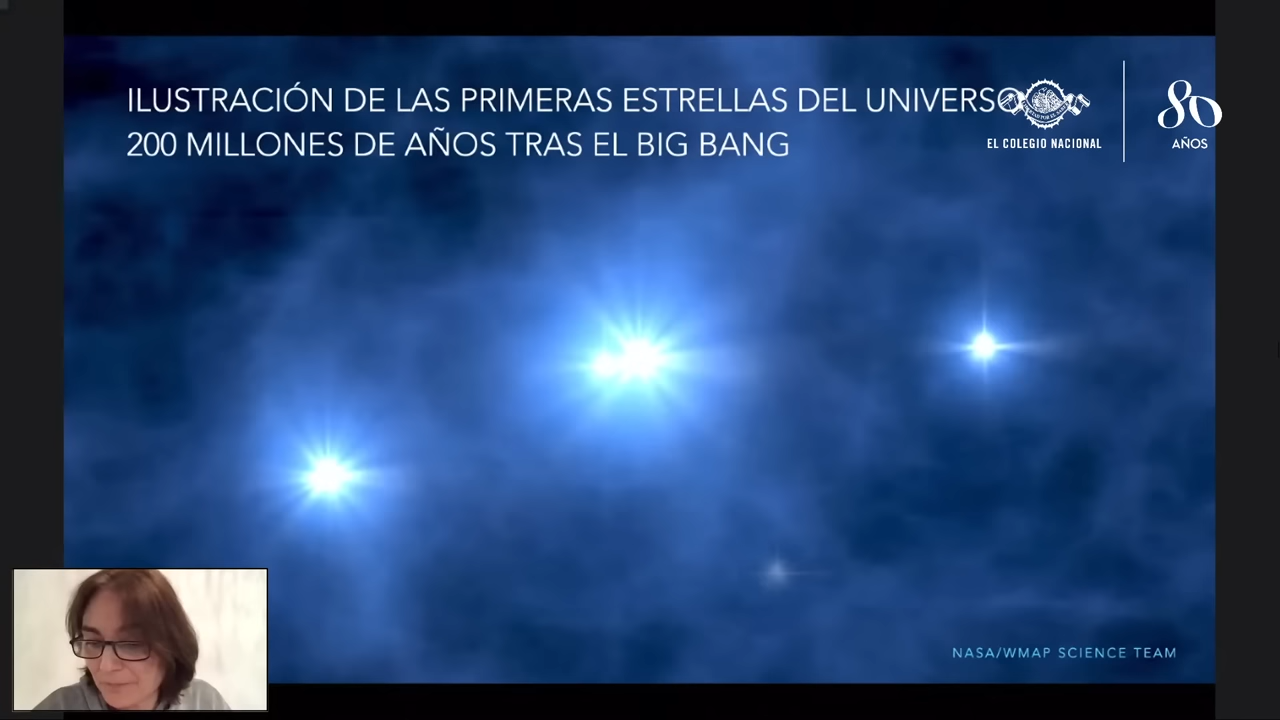 ILUSTRACIÓN DE LAS PRIMERAS ESTRELLAS DEL UNIVERSO
200 MILLONES DE AÑOS TRAS EL BIG BANG
EL COLEGIO NACIONAL
80
AÑOS
NASA/WMAP SCIENCE TEAM